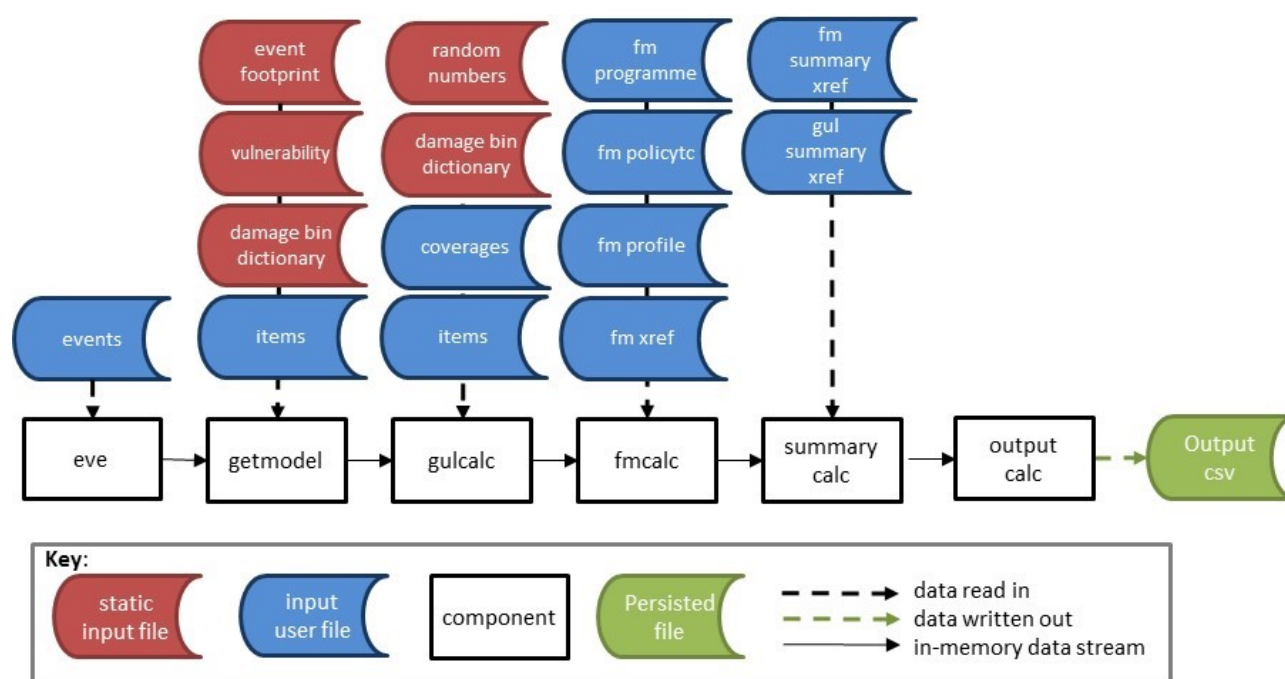 event
footprint
random
numbers
fm
programme
fm
summary
xref
vulnerability
damage bin
dictionary
fm policytc
gul
summary
xref
damage bin
dictionary
coverages
fm profile
events
items
items
fm xref
eve
getmodel
gulcalc
fmcalc
summary
calc
output
calc
Output
csv
Key:
static
input file
input
user file
component
Persisted
file
data read in
data written out
in-memory data stream